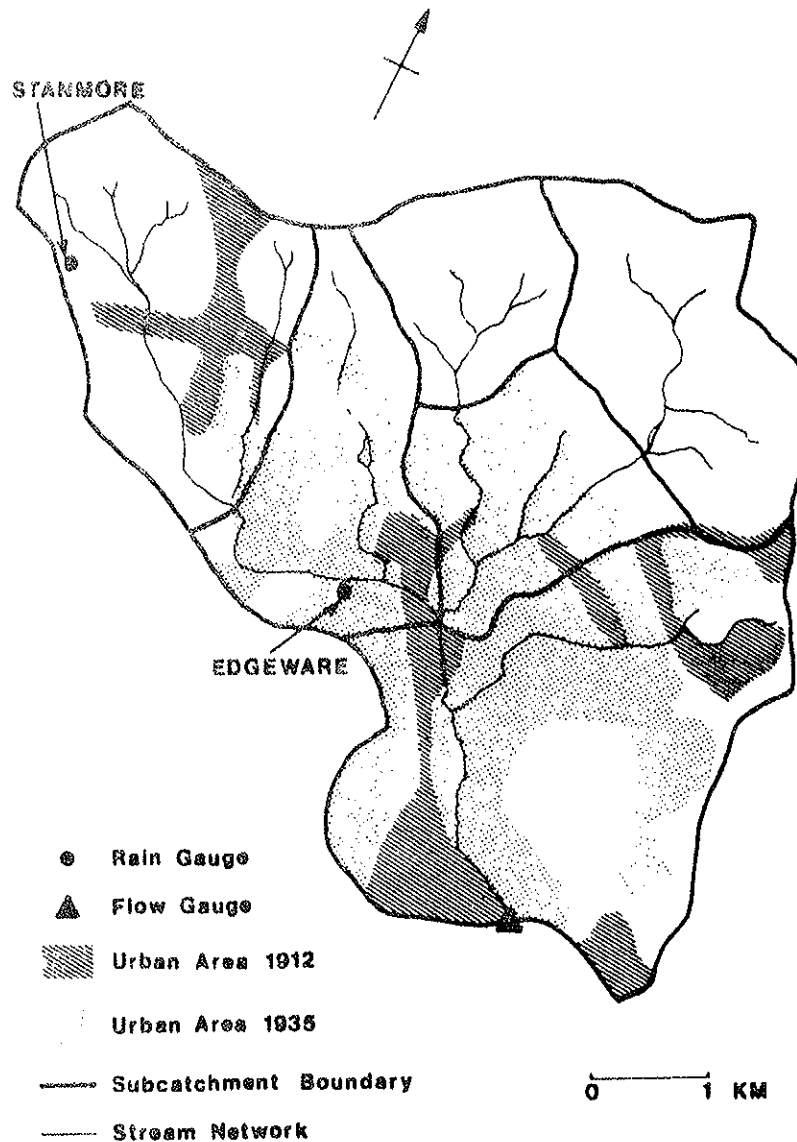 STANMORE
EDGEWARE
Rain Gauge
Flow Gauge
Urban Area 1912
Urban Area 1935
Subcatchment Boundary
Stream Network
0 1 KM